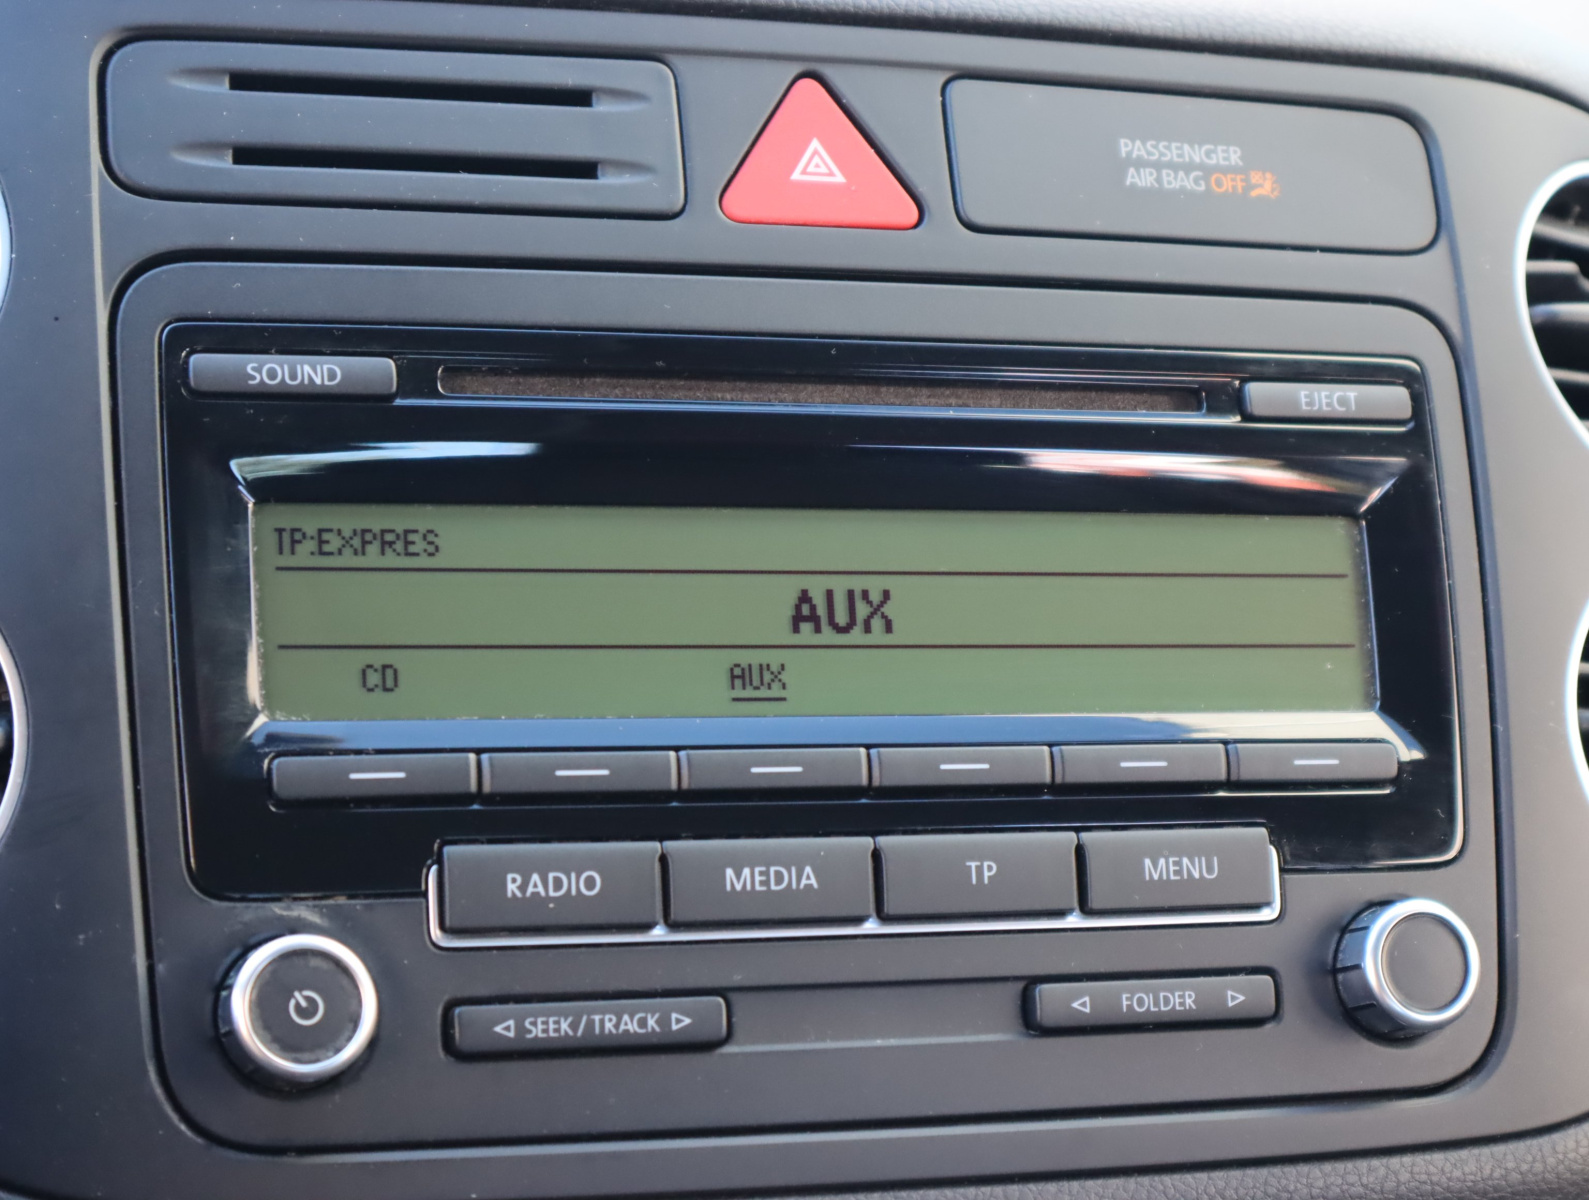 PASSENGER
AIR BAG OFF
SOUND
EJECT
TP:EXPRES
AUX
CD AUX
RADIO MEDIA TP MENU
SEEK/TRACK FOLDER